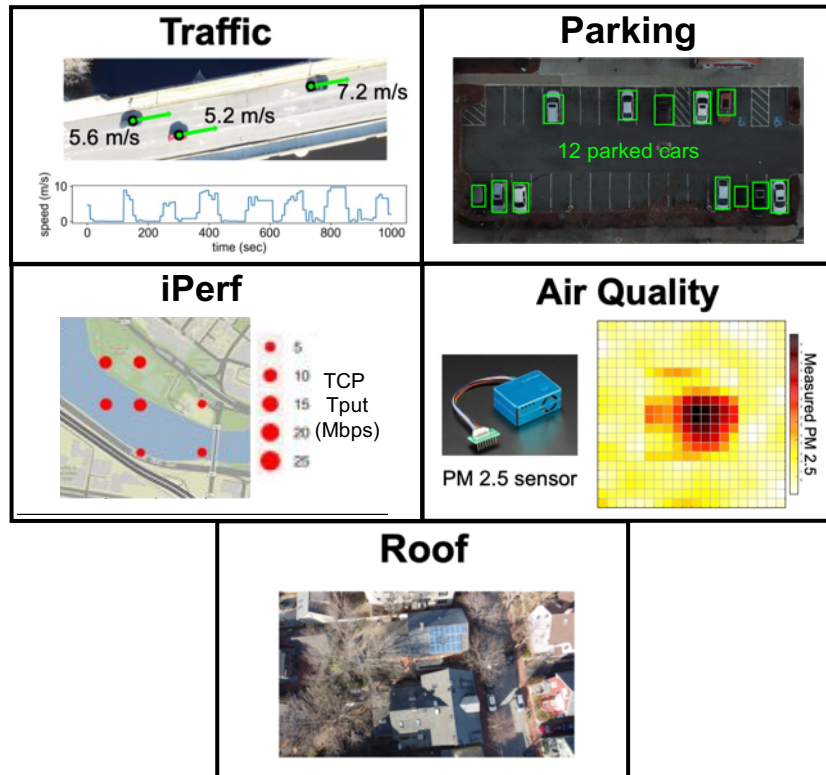 Traffic
7.2 m/s
5.2 m/s
5.6 m/s
speed (m/s)
10
0
0
200
400
600
800
1000
time (sec)
Parking
12 parked cars
iPerf
5
10
15
20
25
TCP
Tput
(Mbps)
Air Quality
PM 2.5 sensor
Measured PM 2.5
Roof